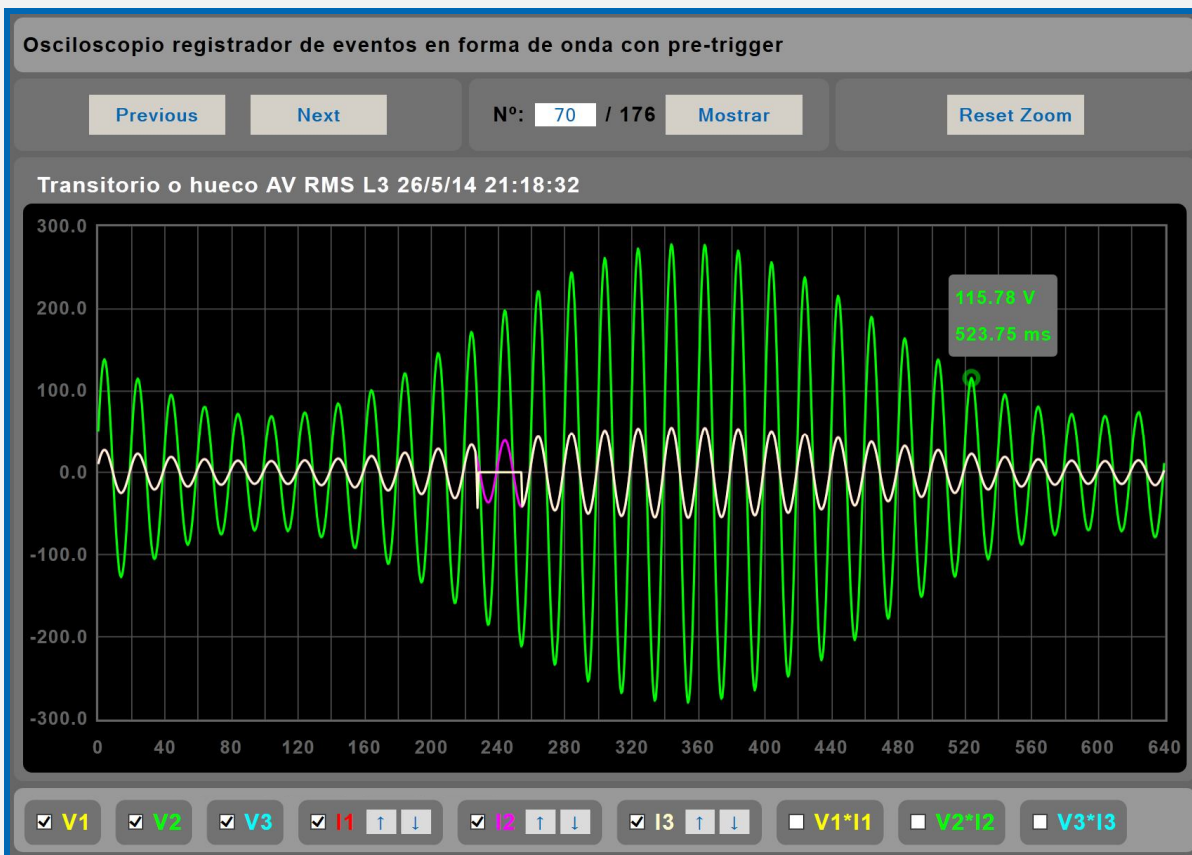 Osciloscopio registrador de eventos en forma de onda con pre-trigger
Previous Next Nº: 70 / 176 Mostrar Reset Zoom
Transitorio o hueco AV RMS L3 26/5/14 21:18:32
300.0
200.0
115.78 V
523.75 ms
100.0
0.0
-100.0
-200.0
-300.0
0 40 80 120 160 200 240 280 320 360 400 440 480 520 560 600 640
V1 V2 V3 I1 ↑ ↓ I2 ↑ ↓ I3 ↑ ↓ V1*I1 V2*I2 V3*I3